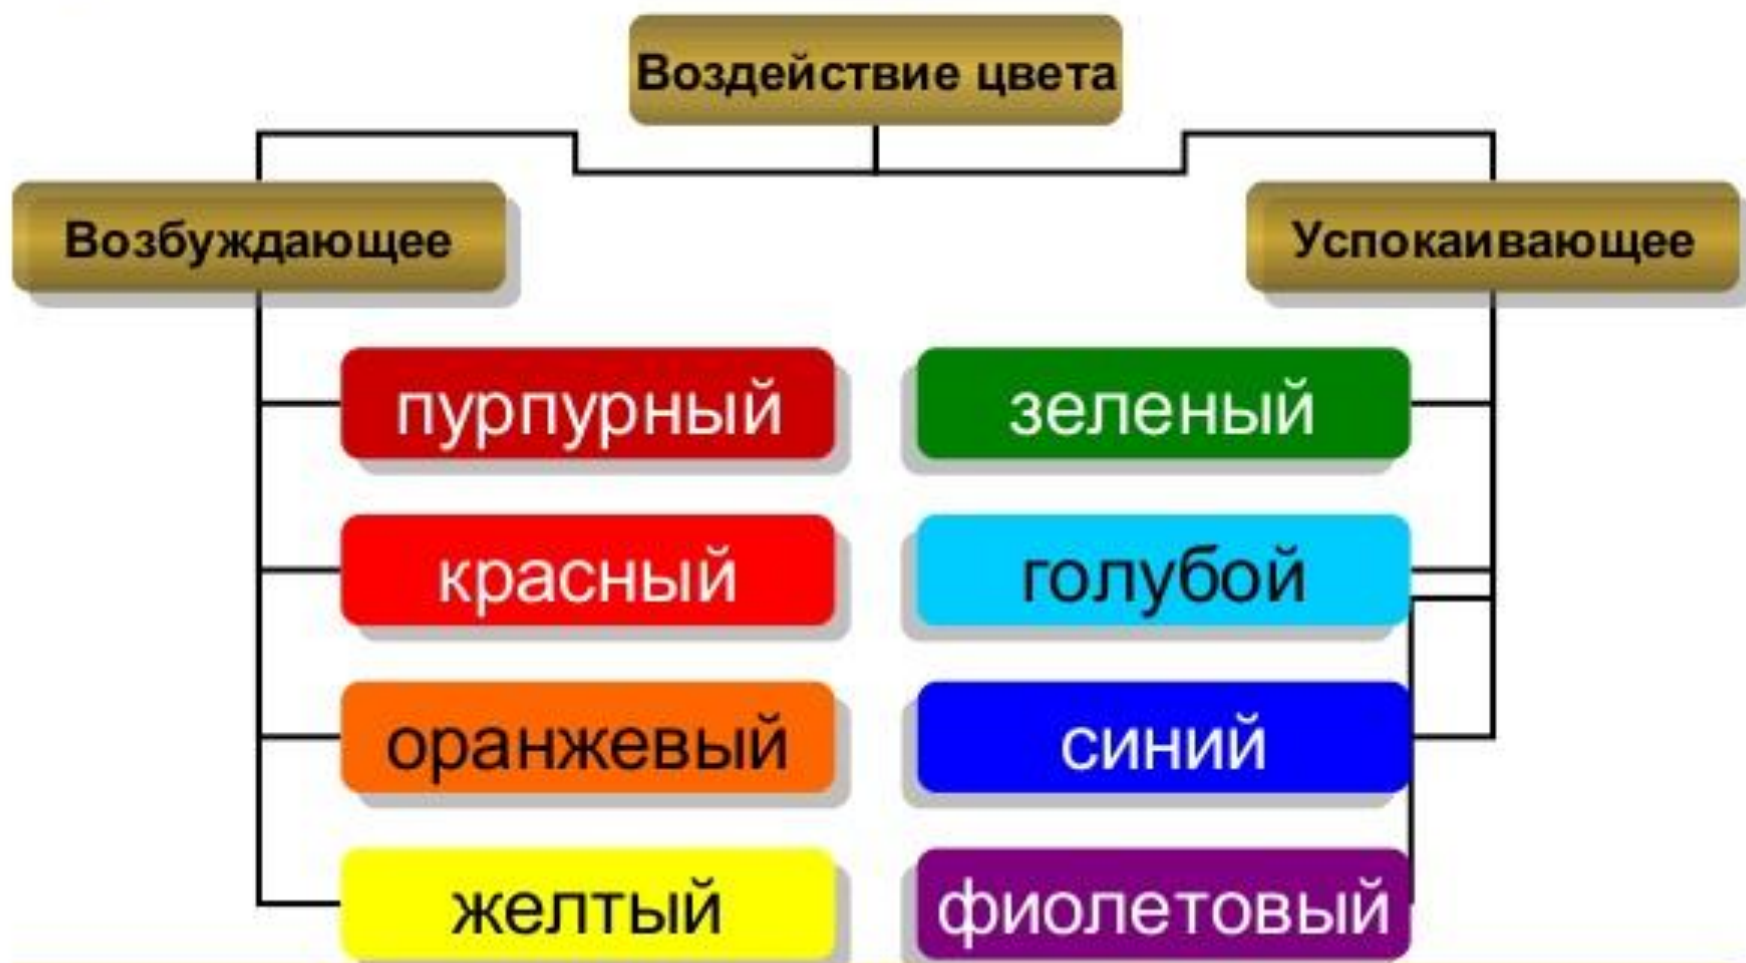 Воздействие цвета
Возбуждающее
Успокаивающее
пурпурный
зеленый
красный
голубой
оранжевый
синий
желтый
фиолетовый